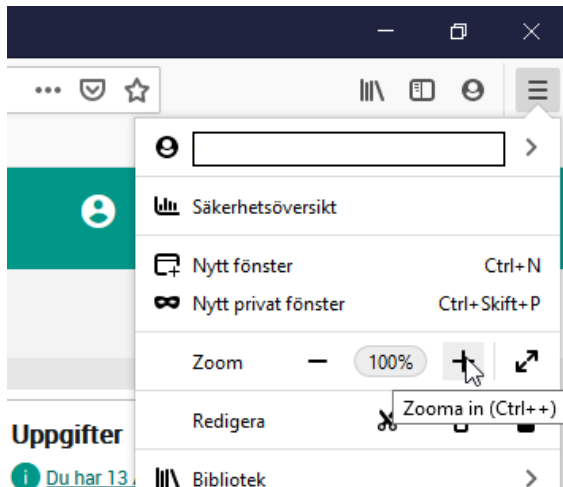 Säkerhetsöversikt
Nytt fönster Ctrl+N
Nytt privat fönster Ctrl+Skift+P
Zoom 100%
Zooma in (Ctrl++)
Redigera
Uppgifter
Du har 13
Bibliotek